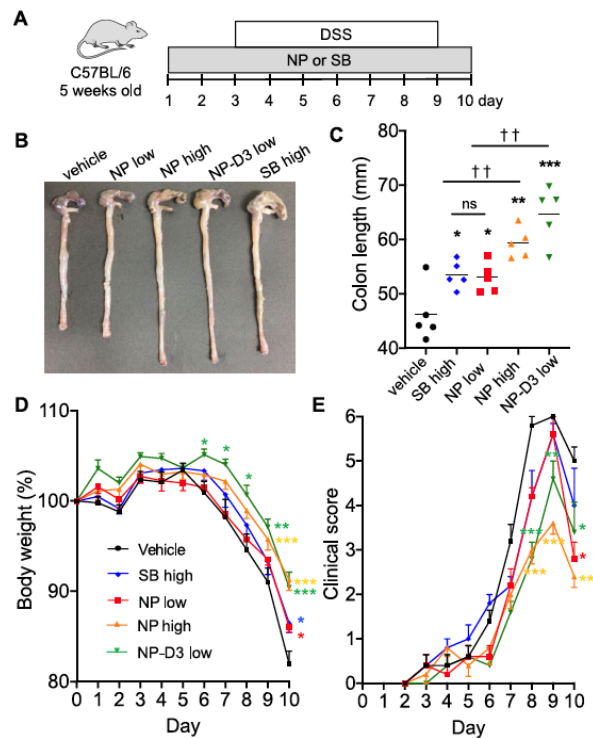 A
C57BL/6
5 weeks old
DSS
NP or SB
1 2 3 4 5 6 7 8 9 10 day
B
vehicle
NP low
NP high
NP-D3 low
SB high
C
Colon length (mm)
80
70
60
50
40
††
††
ns
*
*
**
***
vehicle
SB high
NP low
NP high
NP-D3 low
D
Body weight (%)
110
100
90
80
*
*
*
**
***
***
***
*
*
Vehicle
SB high
NP low
NP high
NP-D3 low
0 1 2 3 4 5 6 7 8 9 10
Day
E
Clinical score
6
5
4
3
2
1
0
**
***
***
***
*
*
**
0 1 2 3 4 5 6 7 8 9 10
Day